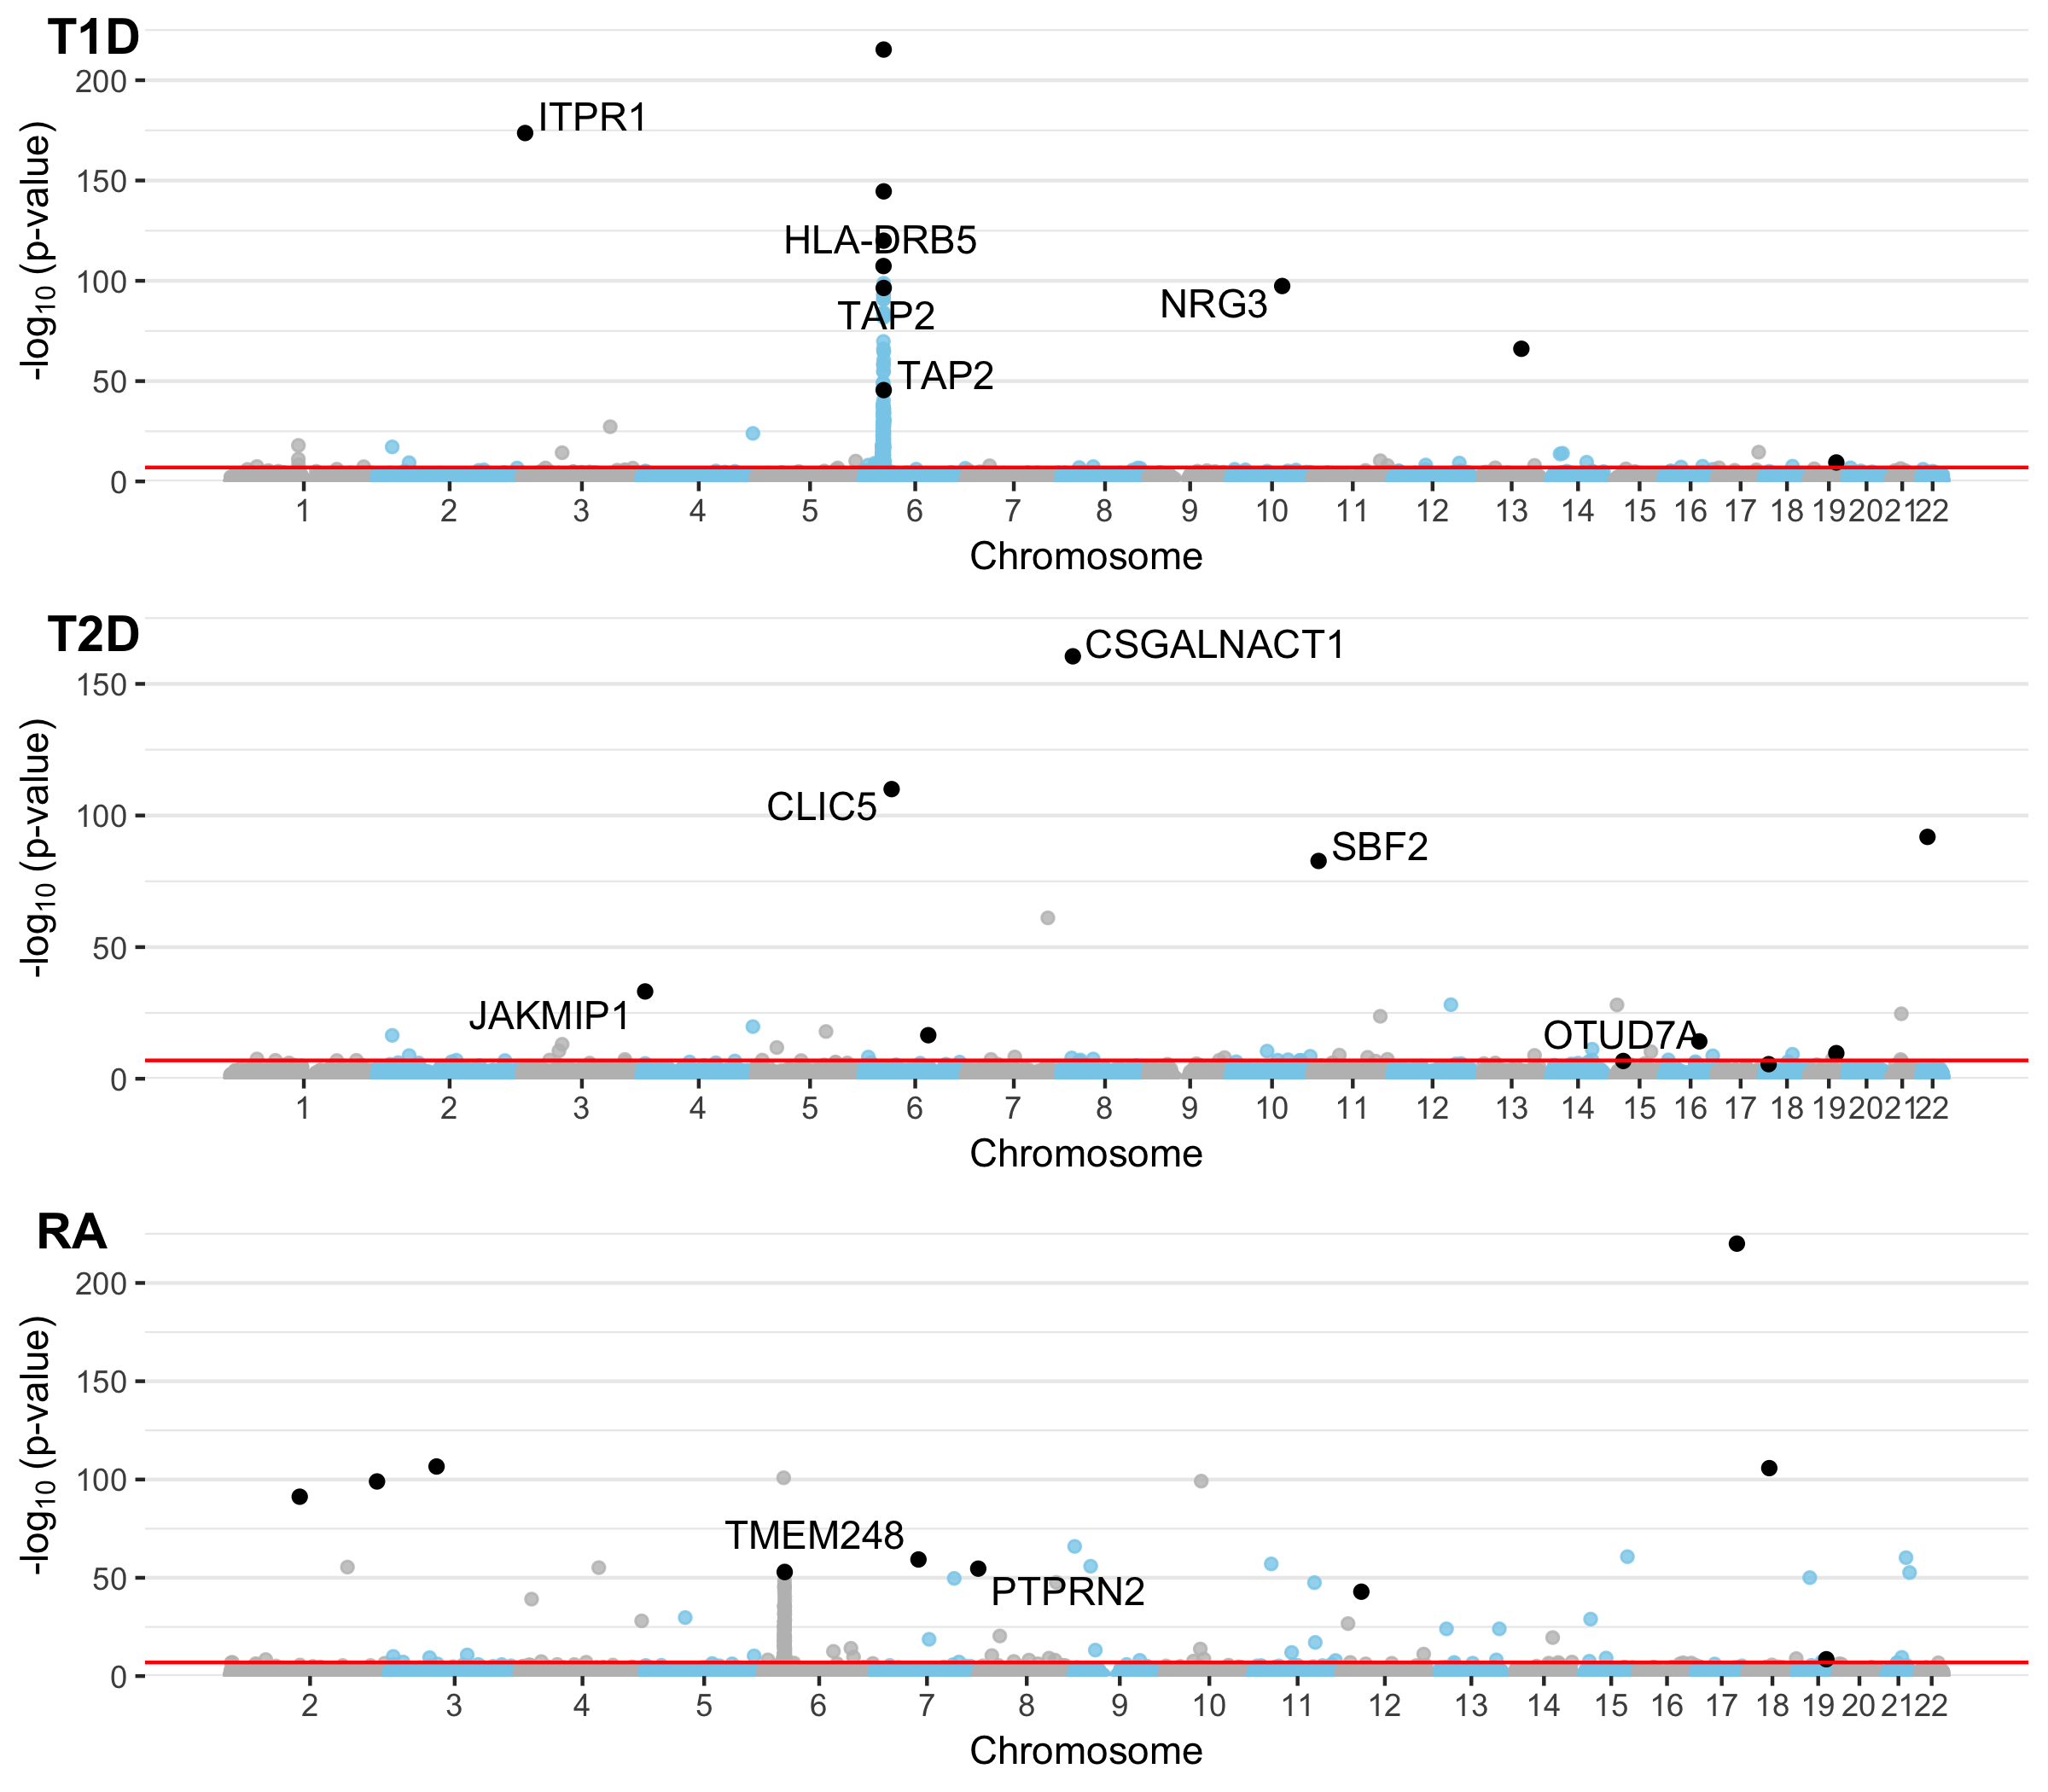 T1D
200
ITPR1
150
-log10 (p-value)
HLA-DRB5
100
NRG3
TAP2
50
TAP2
0
1 2 3 4 5 6 7 8 9 10 11 12 13 14 15 16 17 18 19 20 21 22
Chromosome
T2D
CSGALNACT1
150
-log10 (p-value)
CLIC5
100
SBF2
50
JAKMIP1
OTUD7A
0
1 2 3 4 5 6 7 8 9 10 11 12 13 14 15 16 17 18 19 20 21 22
Chromosome
RA
200
150
-log10 (p-value)
100
TMEM248
50
PTPRN2
0
2 3 4 5 6 7 8 9 10 11 12 13 14 15 16 17 18 19 20 21 22
Chromosome